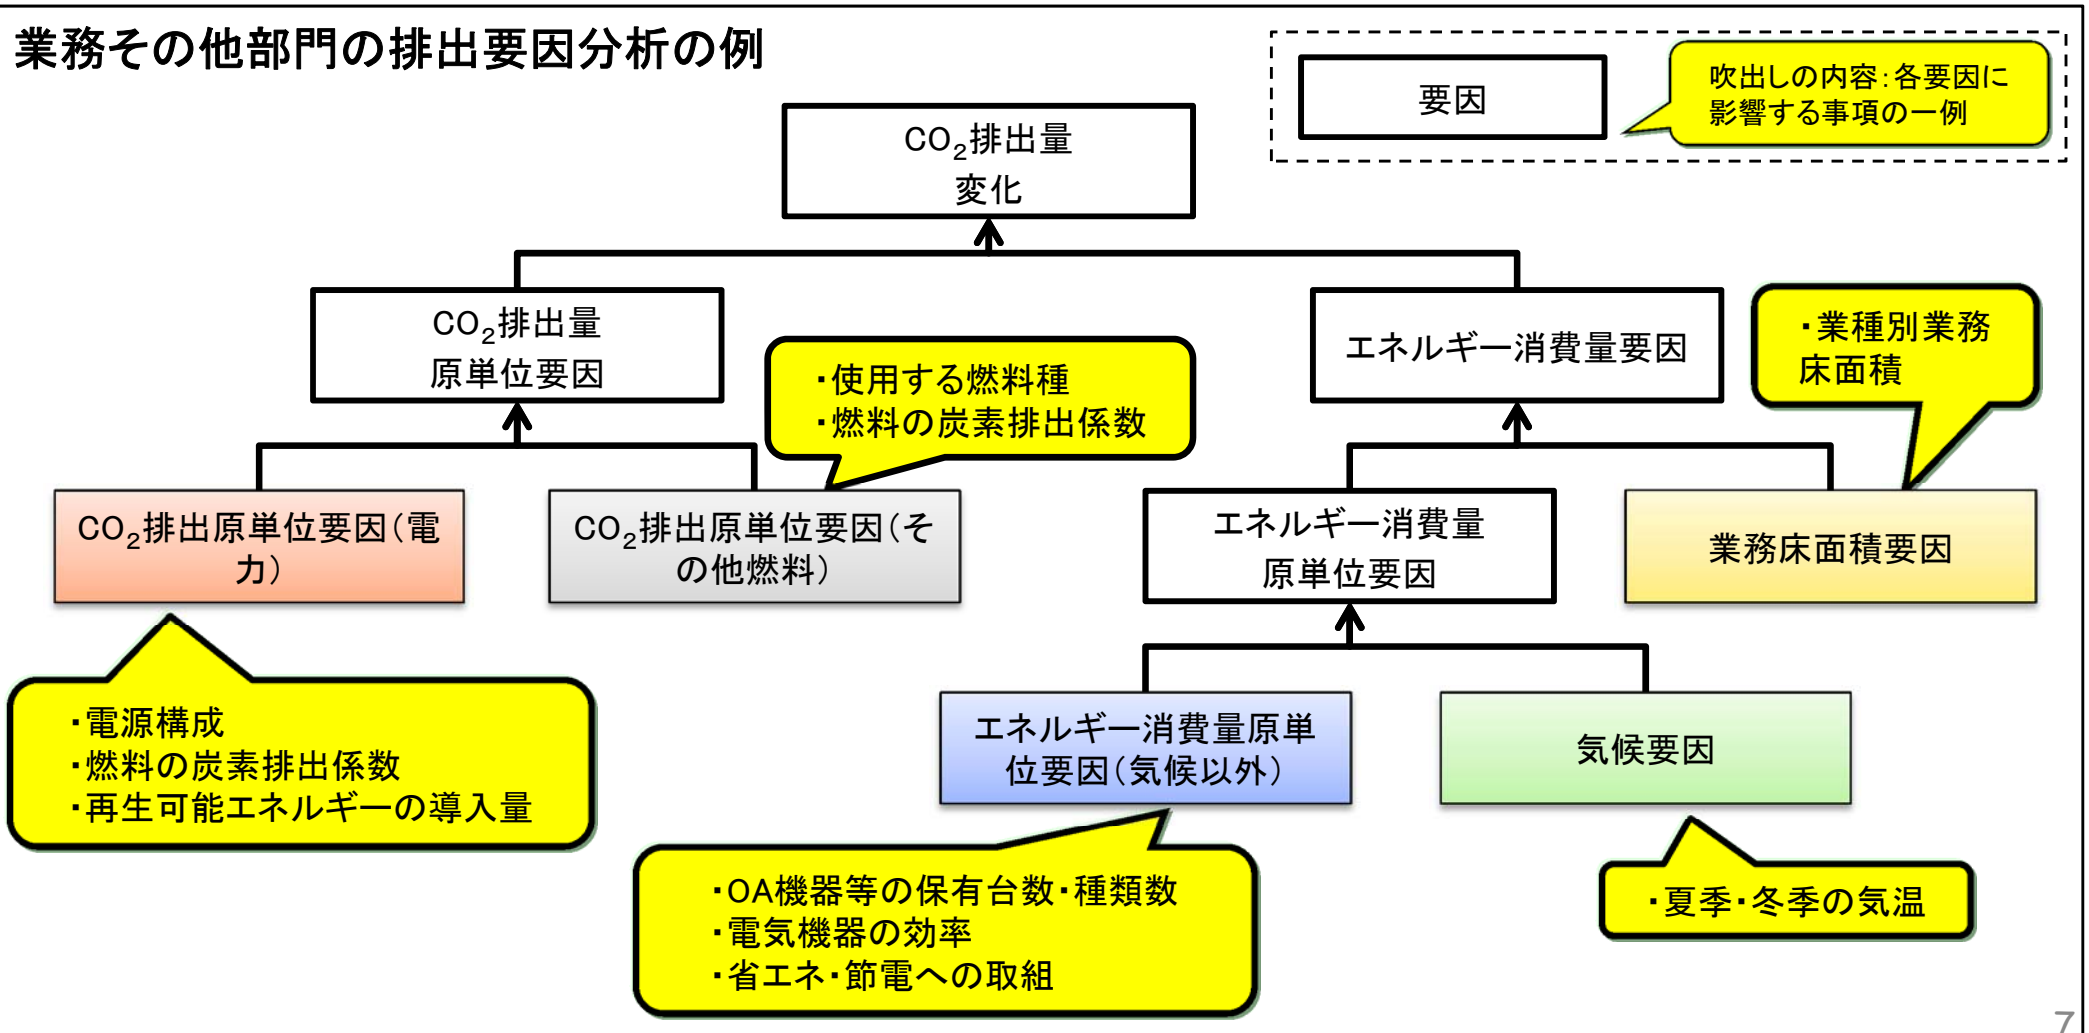 業務その他部門の排出要因分析の例
要因
吹出しの内容：各要因に
影響する事項の一例
CO₂排出量
変化
CO₂排出量
原単位要因
エネルギー消費量要因
・業種別業務
床面積
・使用する燃料種
・燃料の炭素排出係数
CO₂排出原単位要因（電
力）
CO₂排出原単位要因（そ
の他燃料）
エネルギー消費量
原単位要因
業務床面積要因
・電源構成
・燃料の炭素排出係数
・再生可能エネルギーの導入量
エネルギー消費量原単
位要因（気候以外）
気候要因
・OA機器等の保有台数・種類数
・電気機器の効率
・省エネ・節電への取組
・夏季・冬季の気温
7